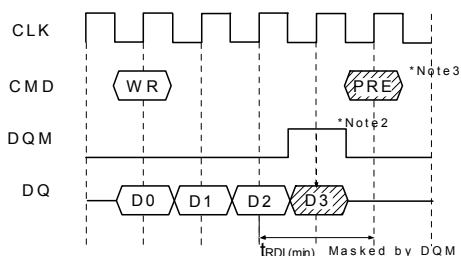 CLK
CMD WR PRE *Note3
DQM *Note2
DQ D0 D1 D2 D3
tRDL(min) Masked by DQM